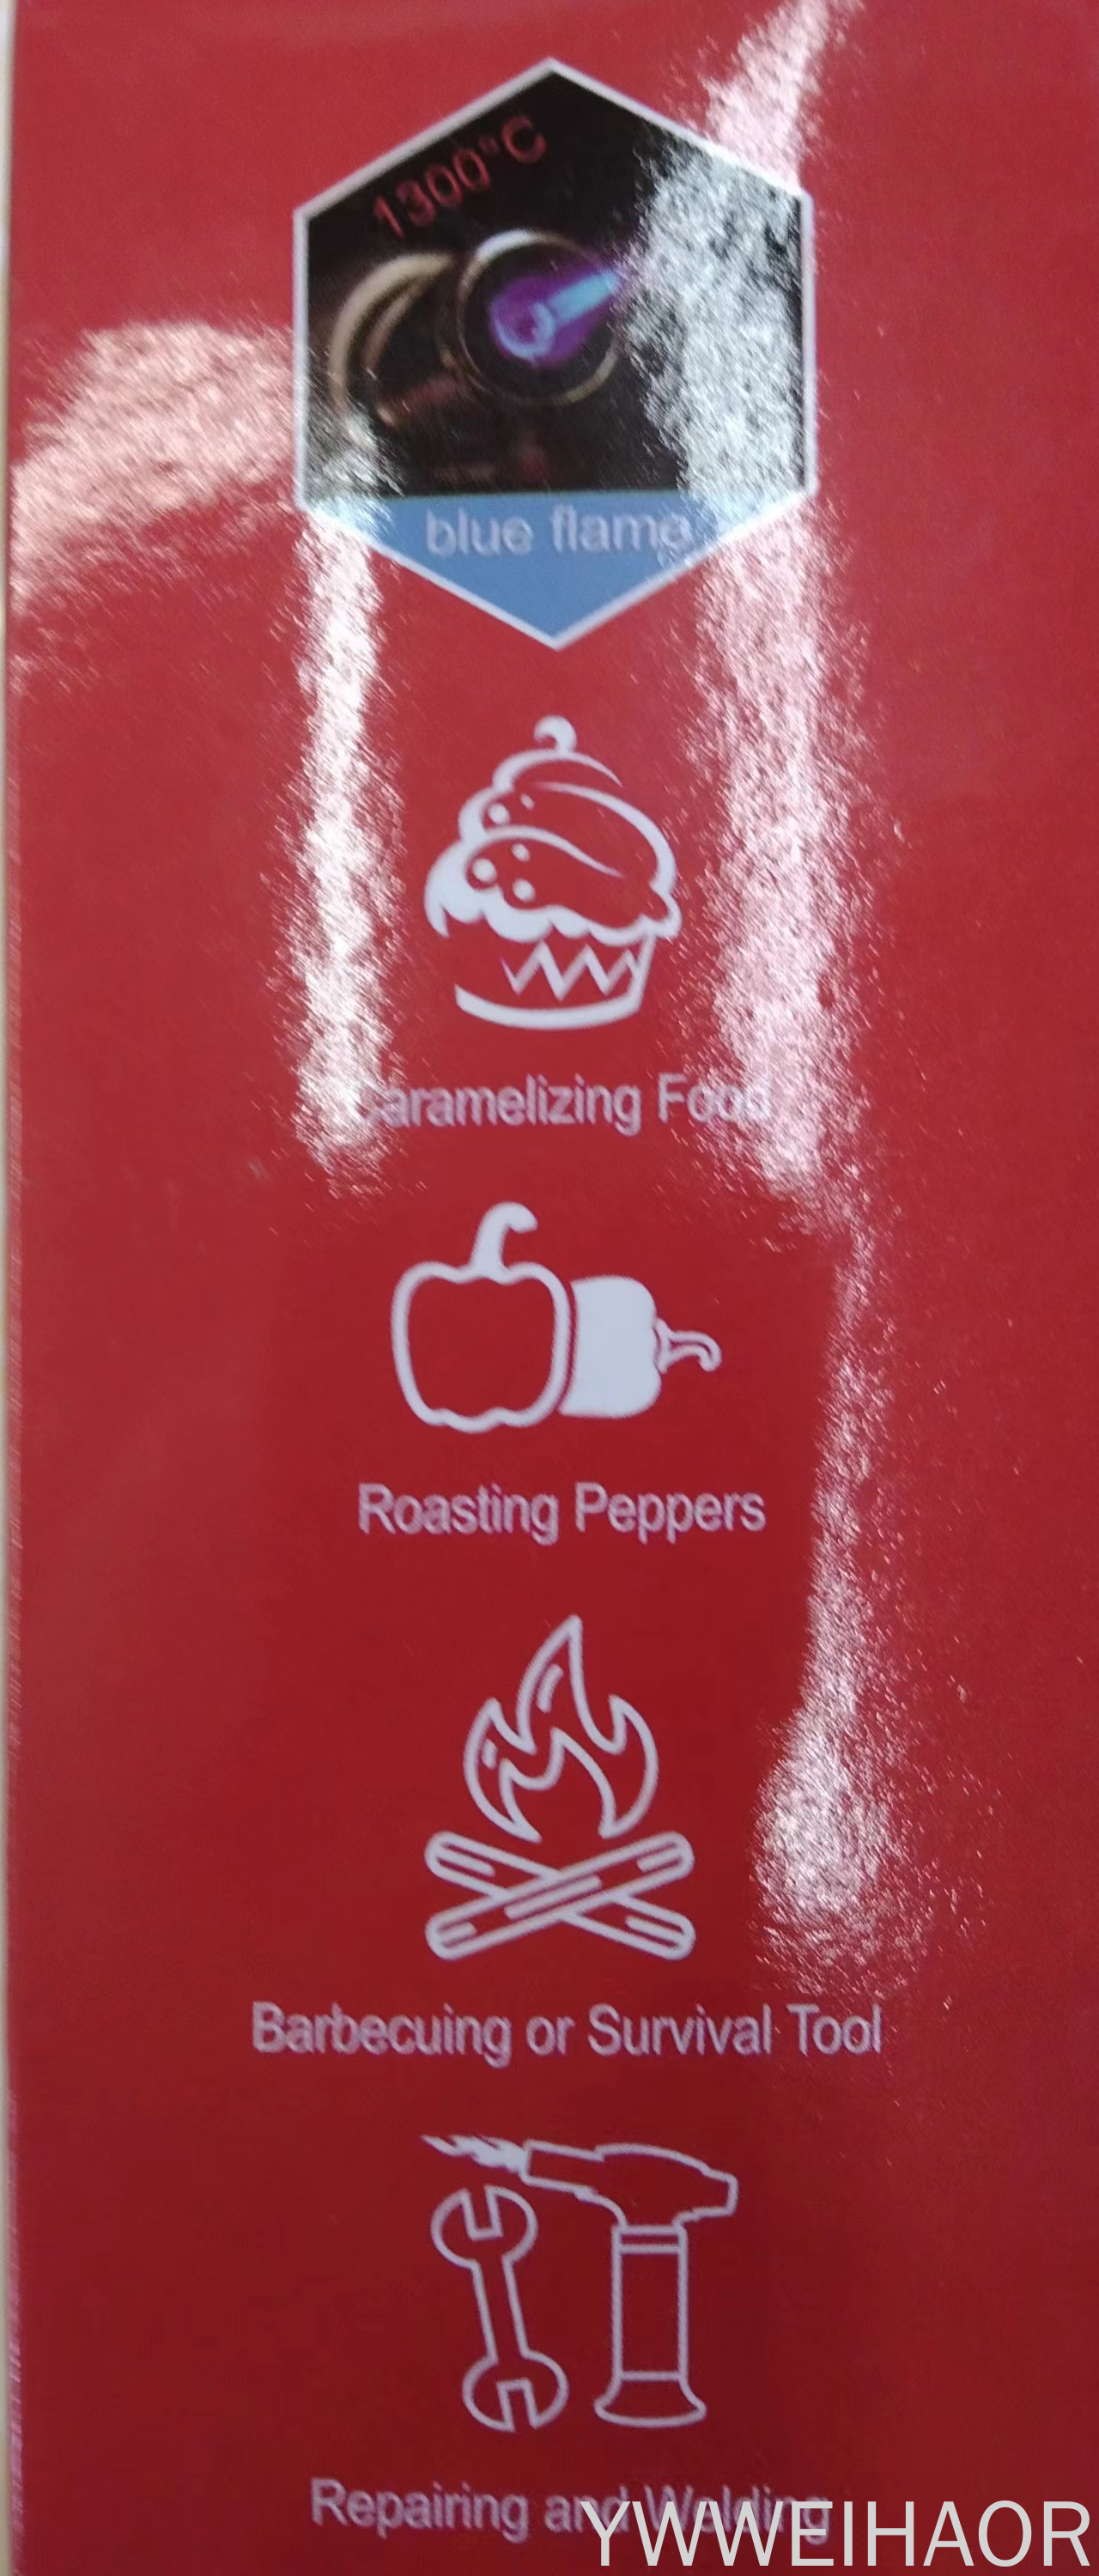 1300°C
blue flame
Caramelizing Food
Roasting Peppers
Barbecuing or Survival Tool
Repairing and Welding
YWWEIHAOR